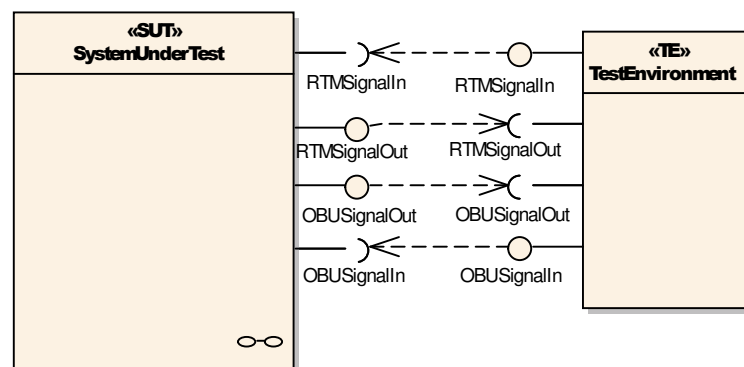 «SUT»
SystemUnderTest
«TE»
TestEnvironment
RTMSignalIn
RTMSignalIn
RTMSignalOut
RTMSignalOut
OBUSignalOut
OBUSignalOut
OBUSignalIn
OBUSignalIn